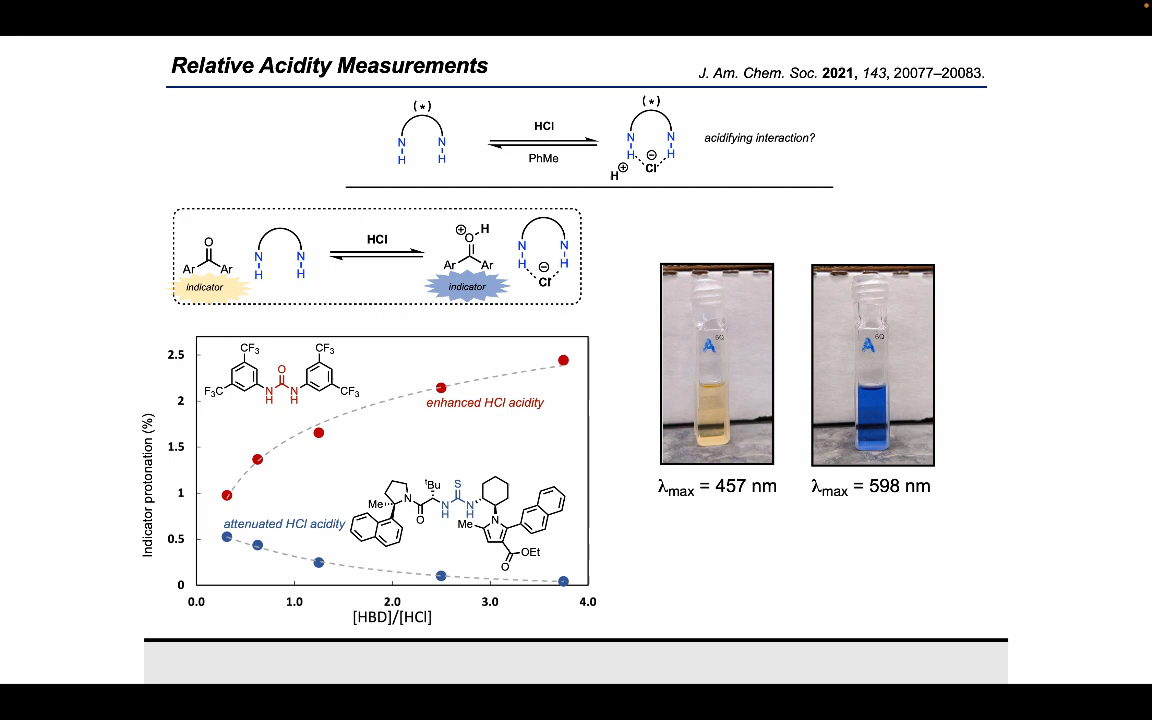 Relative Acidity Measurements
J. Am. Chem. Soc. 2021, 143, 20077–20083.
(*)
N N
H H
HCl
PhMe
(*)
N N
H H
⊖
Cl
H⊕
acidifying interaction?
O
Ar Ar
indicator
N N
H H
HCl
⊕ H
O
Ar Ar
indicator
N N
H H
⊖
Cl
Indicator protonation (%)
2.5
2
1.5
1
0.5
0
0.0 1.0 2.0 3.0 4.0
[HBD]/[HCl]
CF3 CF3
O
F3C N N CF3
H H
enhanced HCl acidity
attenuated HCl acidity
tBu S
Me N N N
O H H
N
Me
OEt
O
A GQ
A GQ
λmax = 457 nm
λmax = 598 nm